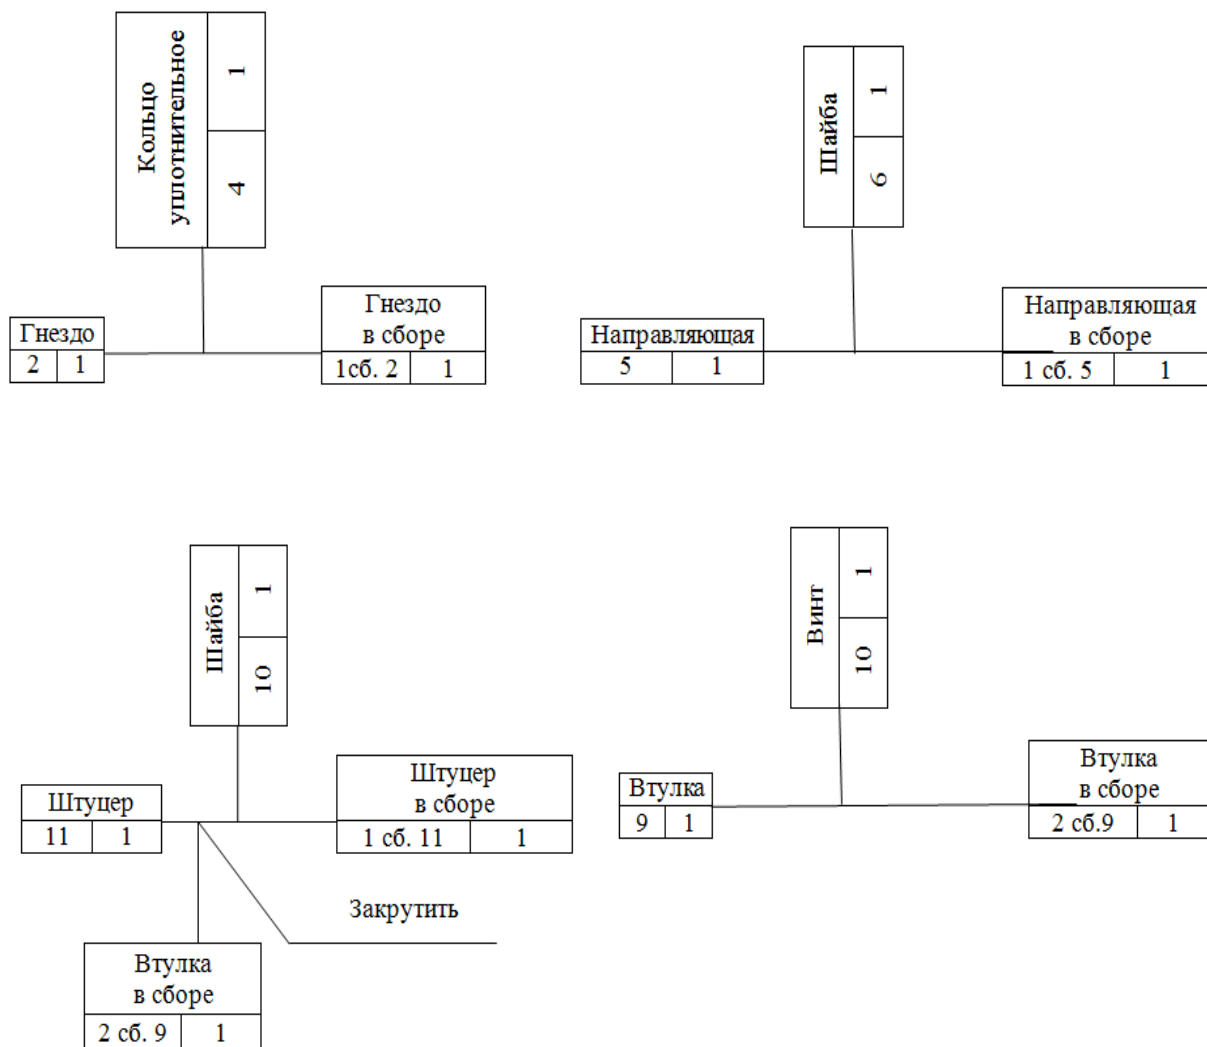 Кольцо
уплотнительное
1
4
Гнездо
2 1
Гнездо
в сборе
1сб. 2 1
Шайба
1
6
Направляющая
5 1
Направляющая
в сборе
1 сб. 5 1
Шайба
1
10
Штуцер
11 1
Штуцер
в сборе
1 сб. 11 1
Закрутить
Втулка
в сборе
2 сб. 9 1
Винт
1
10
Втулка
9 1
Втулка
в сборе
2 сб.9 1